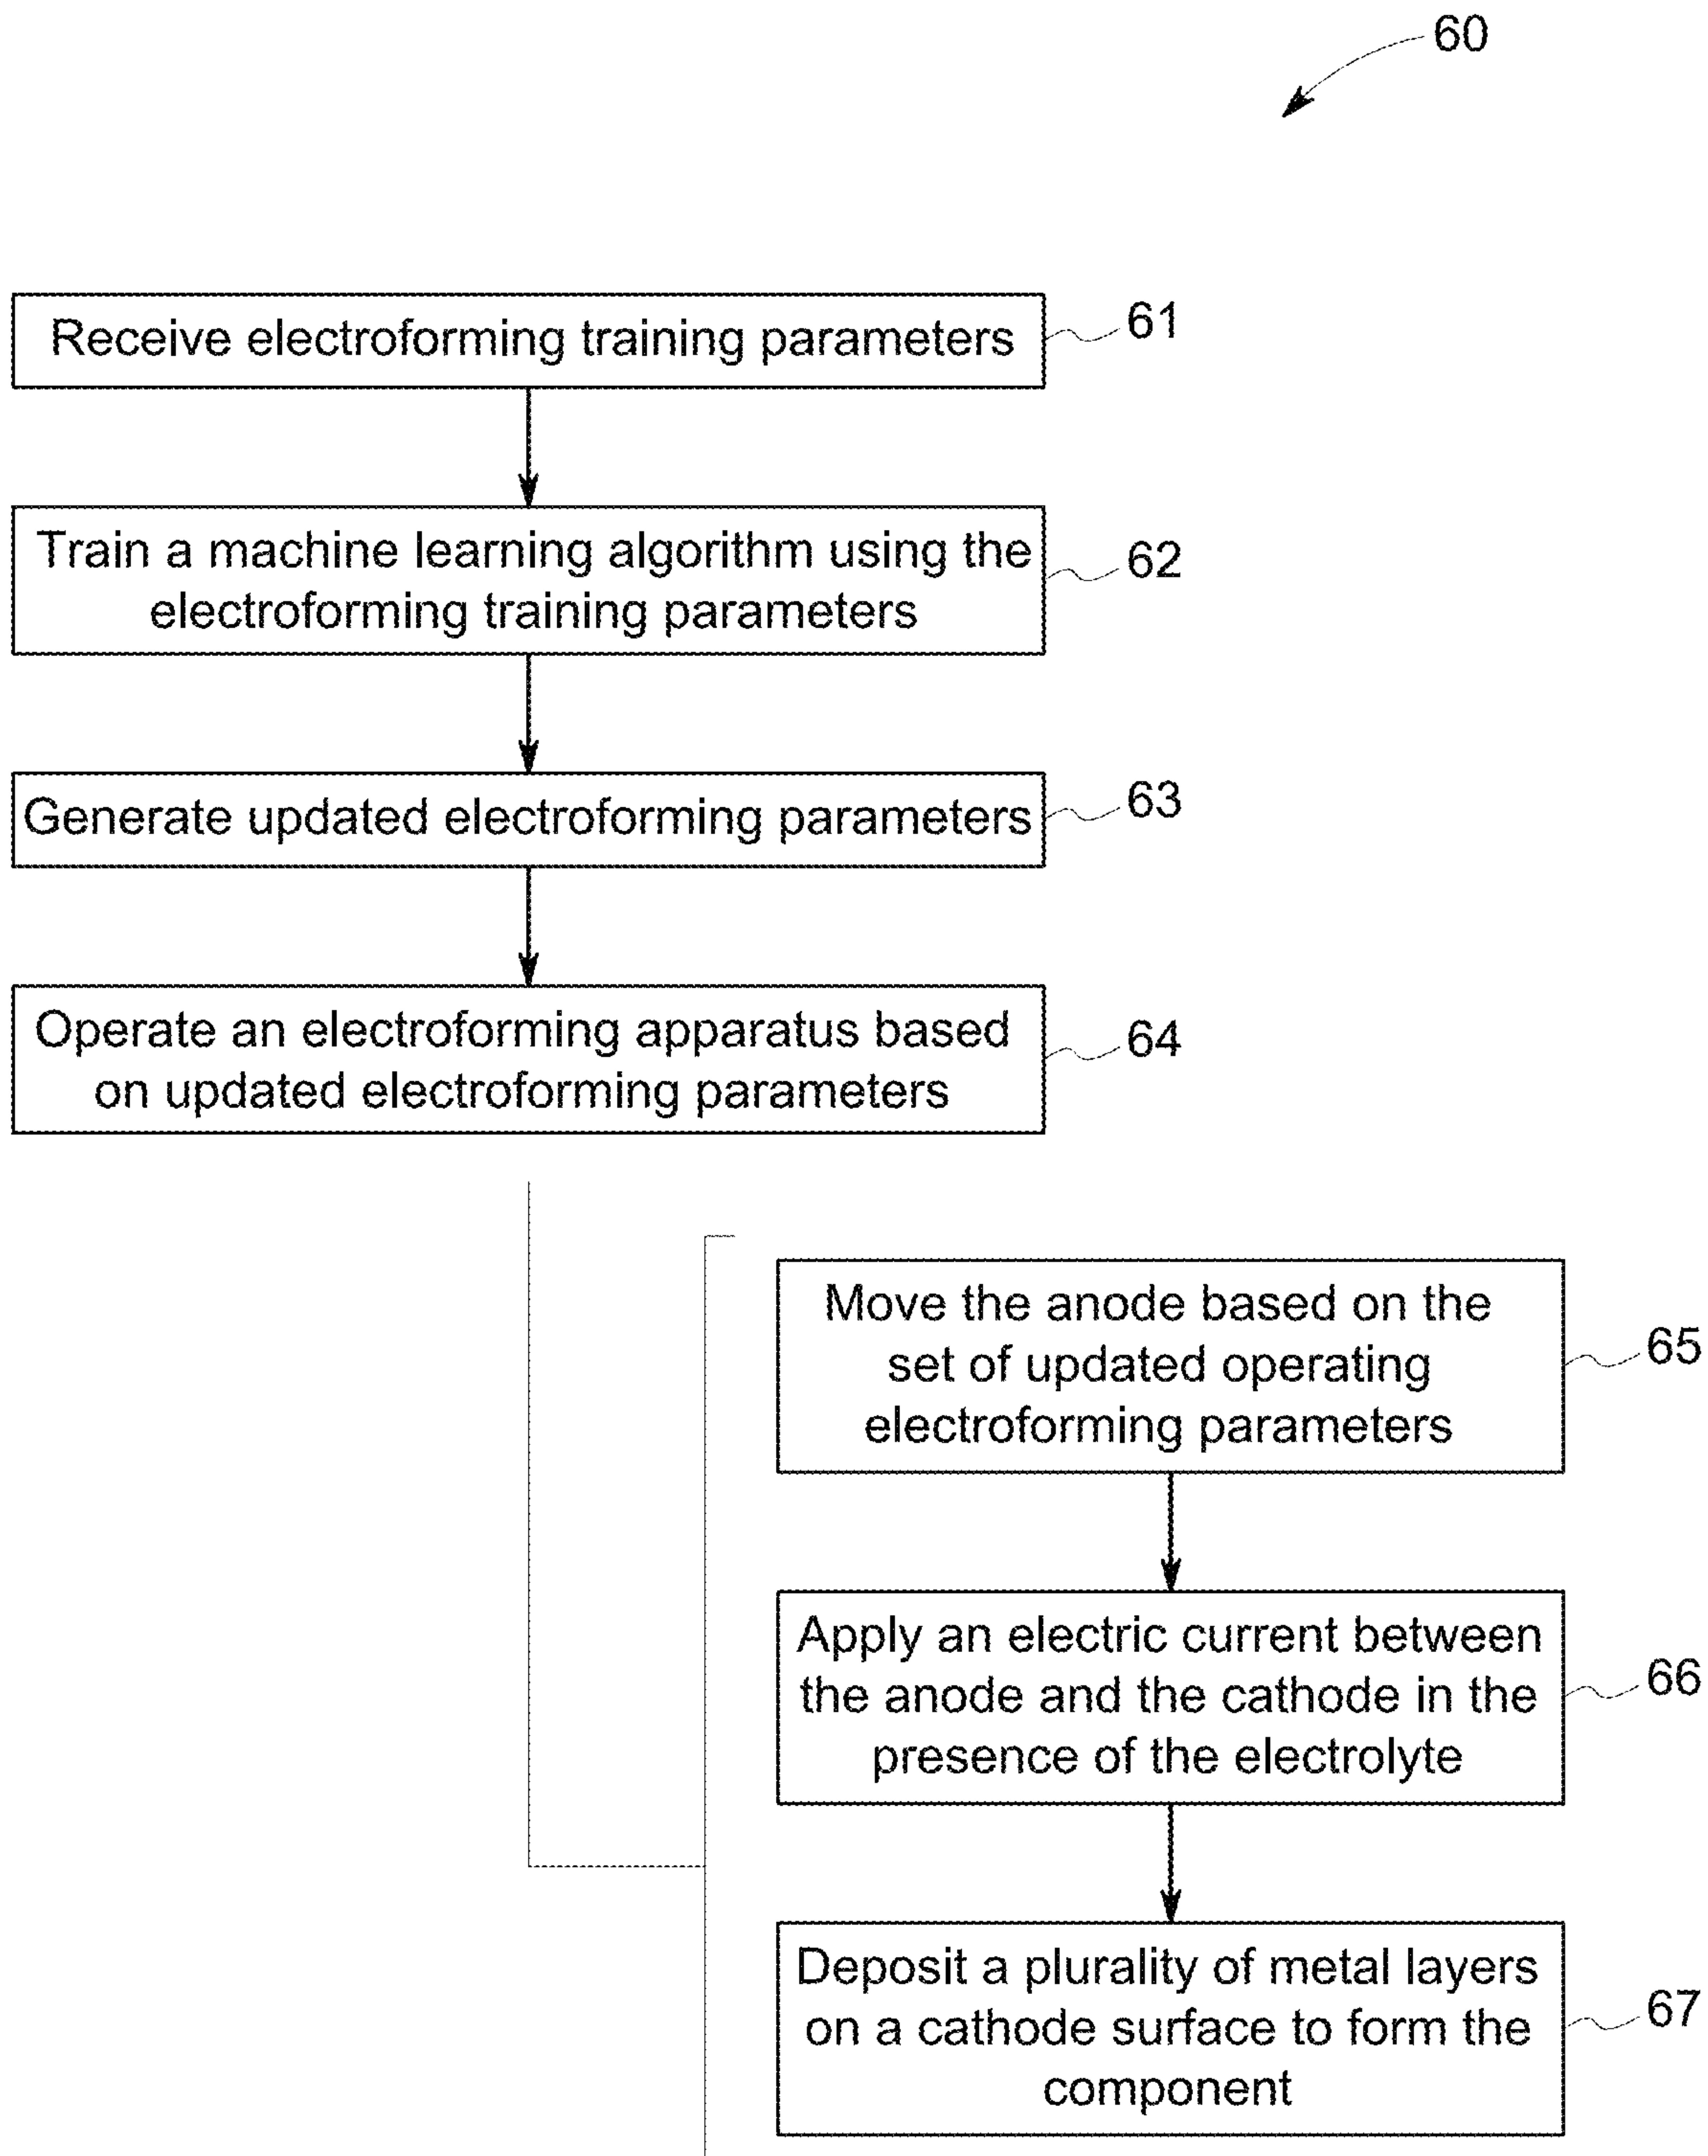 60
Receive electroforming training parameters
61
Train a machine learning algorithm using the
electroforming training parameters
62
Generate updated electroforming parameters
63
Operate an electroforming apparatus based
on updated electroforming parameters
64
Move the anode based on the
set of updated operating
electroforming parameters
65
Apply an electric current between
the anode and the cathode in the
presence of the electrolyte
66
Deposit a plurality of metal layers
on a cathode surface to form the
component
67